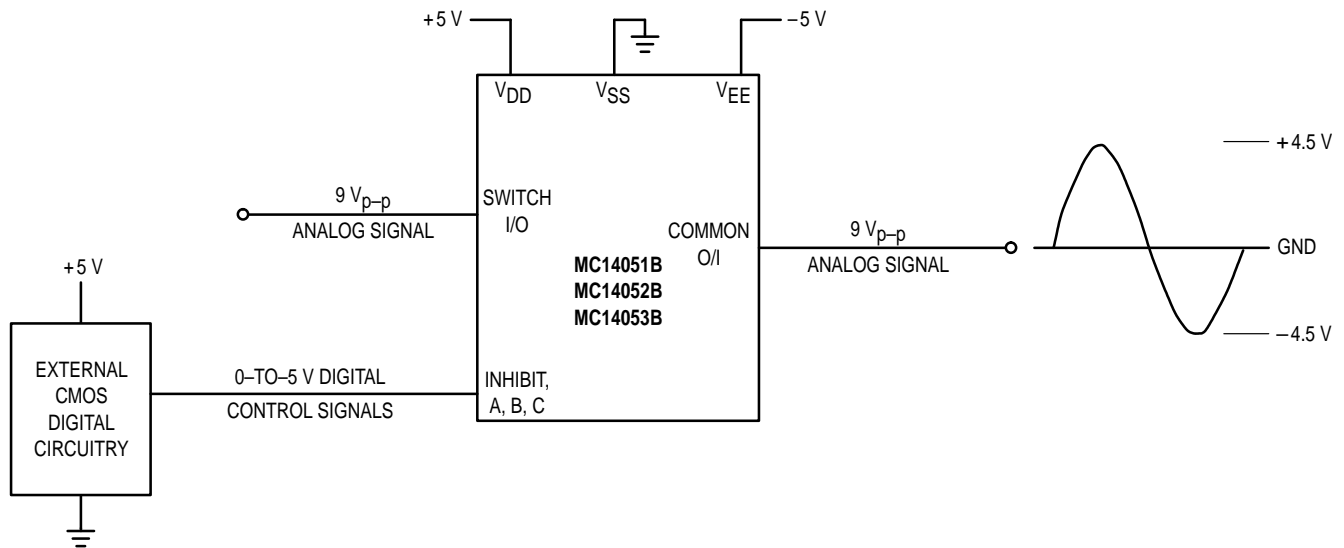 +5 V
−5 V
VDD
VSS
VEE
+4.5 V
9 Vp–p
ANALOG SIGNAL
SWITCH
I/O
COMMON
O/I
9 Vp–p
ANALOG SIGNAL
GND
MC14051B
MC14052B
MC14053B
+5 V
−4.5 V
EXTERNAL
CMOS
DIGITAL
CIRCUITRY
0–TO–5 V DIGITAL
CONTROL SIGNALS
INHIBIT,
A, B, C